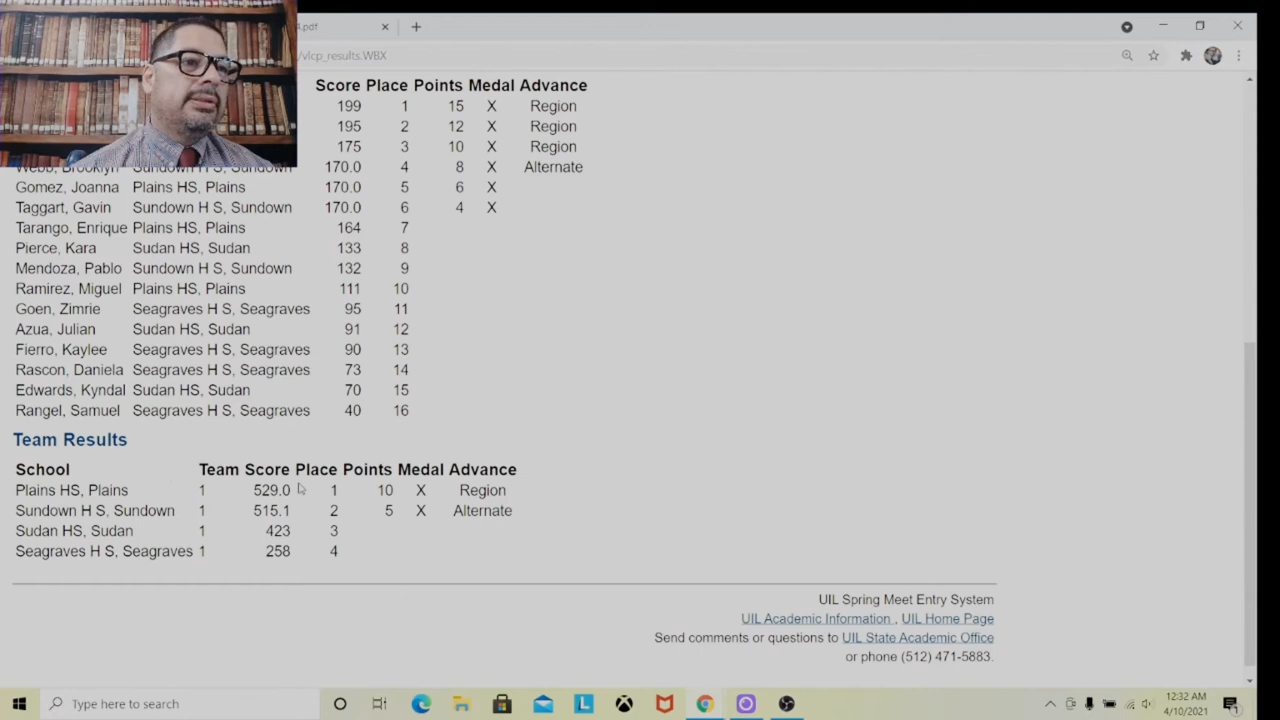 4.pdf
/vlcp_results.WBX
Score Place Points Medal Advance
199 1 15 X Region
195 2 12 X Region
175 3 10 X Region
Webb, Brooklyn Sundown H S, Sundown 170.0 4 8 X Alternate
Gomez, Joanna Plains HS, Plains 170.0 5 6 X
Taggart, Gavin Sundown H S, Sundown 170.0 6 4 X
Tarango, Enrique Plains HS, Plains 164 7
Pierce, Kara Sudan HS, Sudan 133 8
Mendoza, Pablo Sundown H S, Sundown 132 9
Ramirez, Miguel Plains HS, Plains 111 10
Goen, Zimrie Seagraves H S, Seagraves 95 11
Azua, Julian Sudan HS, Sudan 91 12
Fierro, Kaylee Seagraves H S, Seagraves 90 13
Rascon, Daniela Seagraves H S, Seagraves 73 14
Edwards, Kyndal Sudan HS, Sudan 70 15
Rangel, Samuel Seagraves H S, Seagraves 40 16
Team Results
School Team Score Place Points Medal Advance
Plains HS, Plains 1 529.0 1 10 X Region
Sundown H S, Sundown 1 515.1 2 5 X Alternate
Sudan HS, Sudan 1 423 3
Seagraves H S, Seagraves 1 258 4
UIL Spring Meet Entry System
UIL Academic Information , UIL Home Page
Send comments or questions to UIL State Academic Office
or phone (512) 471-5883.
Type here to search
12:32 AM
4/10/2021